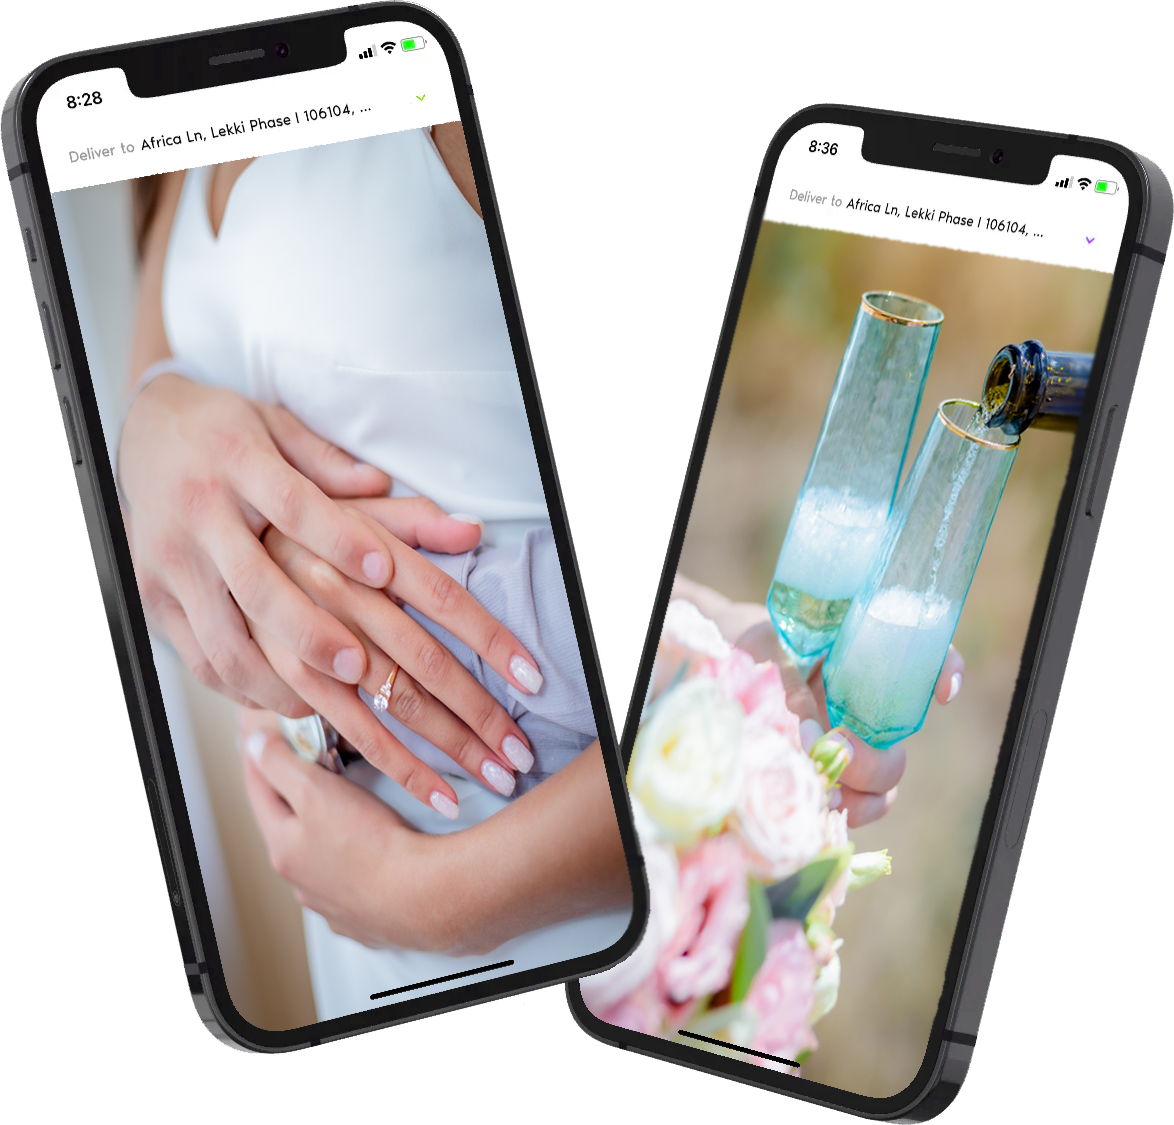 8:28
Deliver to Africa Ln, Lekki Phase I 106104, ...
8:36
Deliver to Africa Ln, Lekki Phase I 106104, ...